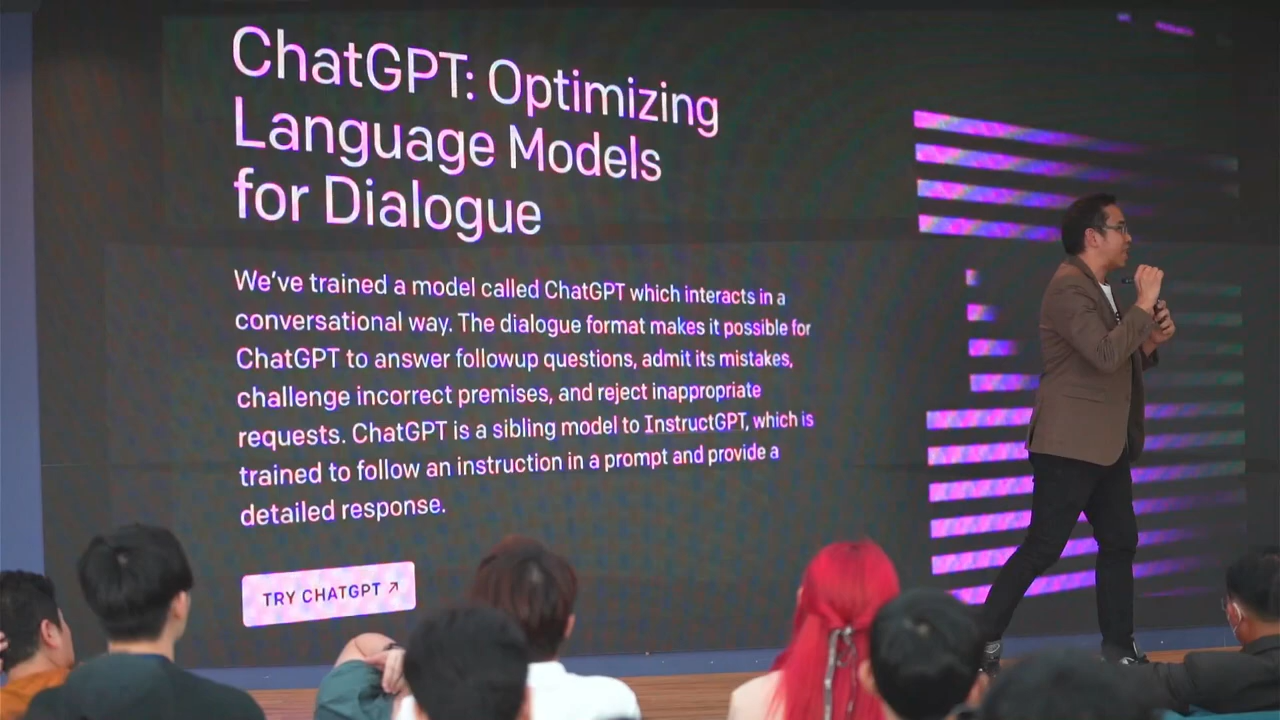 ChatGPT: Optimizing
Language Models
for Dialogue
We’ve trained a model called ChatGPT which interacts in a
conversational way. The dialogue format makes it possible for
ChatGPT to answer followup questions, admit its mistakes,
challenge incorrect premises, and reject inappropriate
requests. ChatGPT is a sibling model to InstructGPT, which is
trained to follow an instruction in a prompt and provide a
detailed response.
TRY CHATGPT ↗